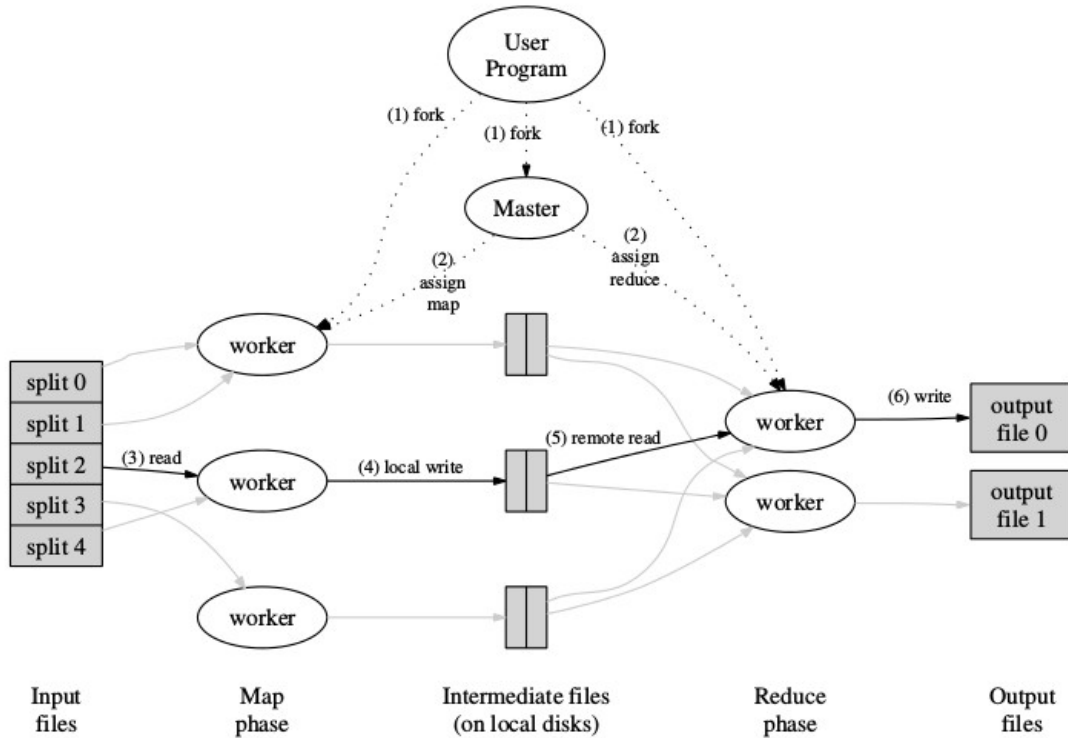 User
Program
(1) fork
(1) fork
(1) fork
Master
(2)
assign
map
(2)
assign
reduce
worker
split 0
split 1
split 2
split 3
split 4
(3) read
worker
(4) local write
(5) remote read
worker
(6) write
output
file 0
worker
output
file 1
worker
Input
files
Map
phase
Intermediate files
(on local disks)
Reduce
phase
Output
files